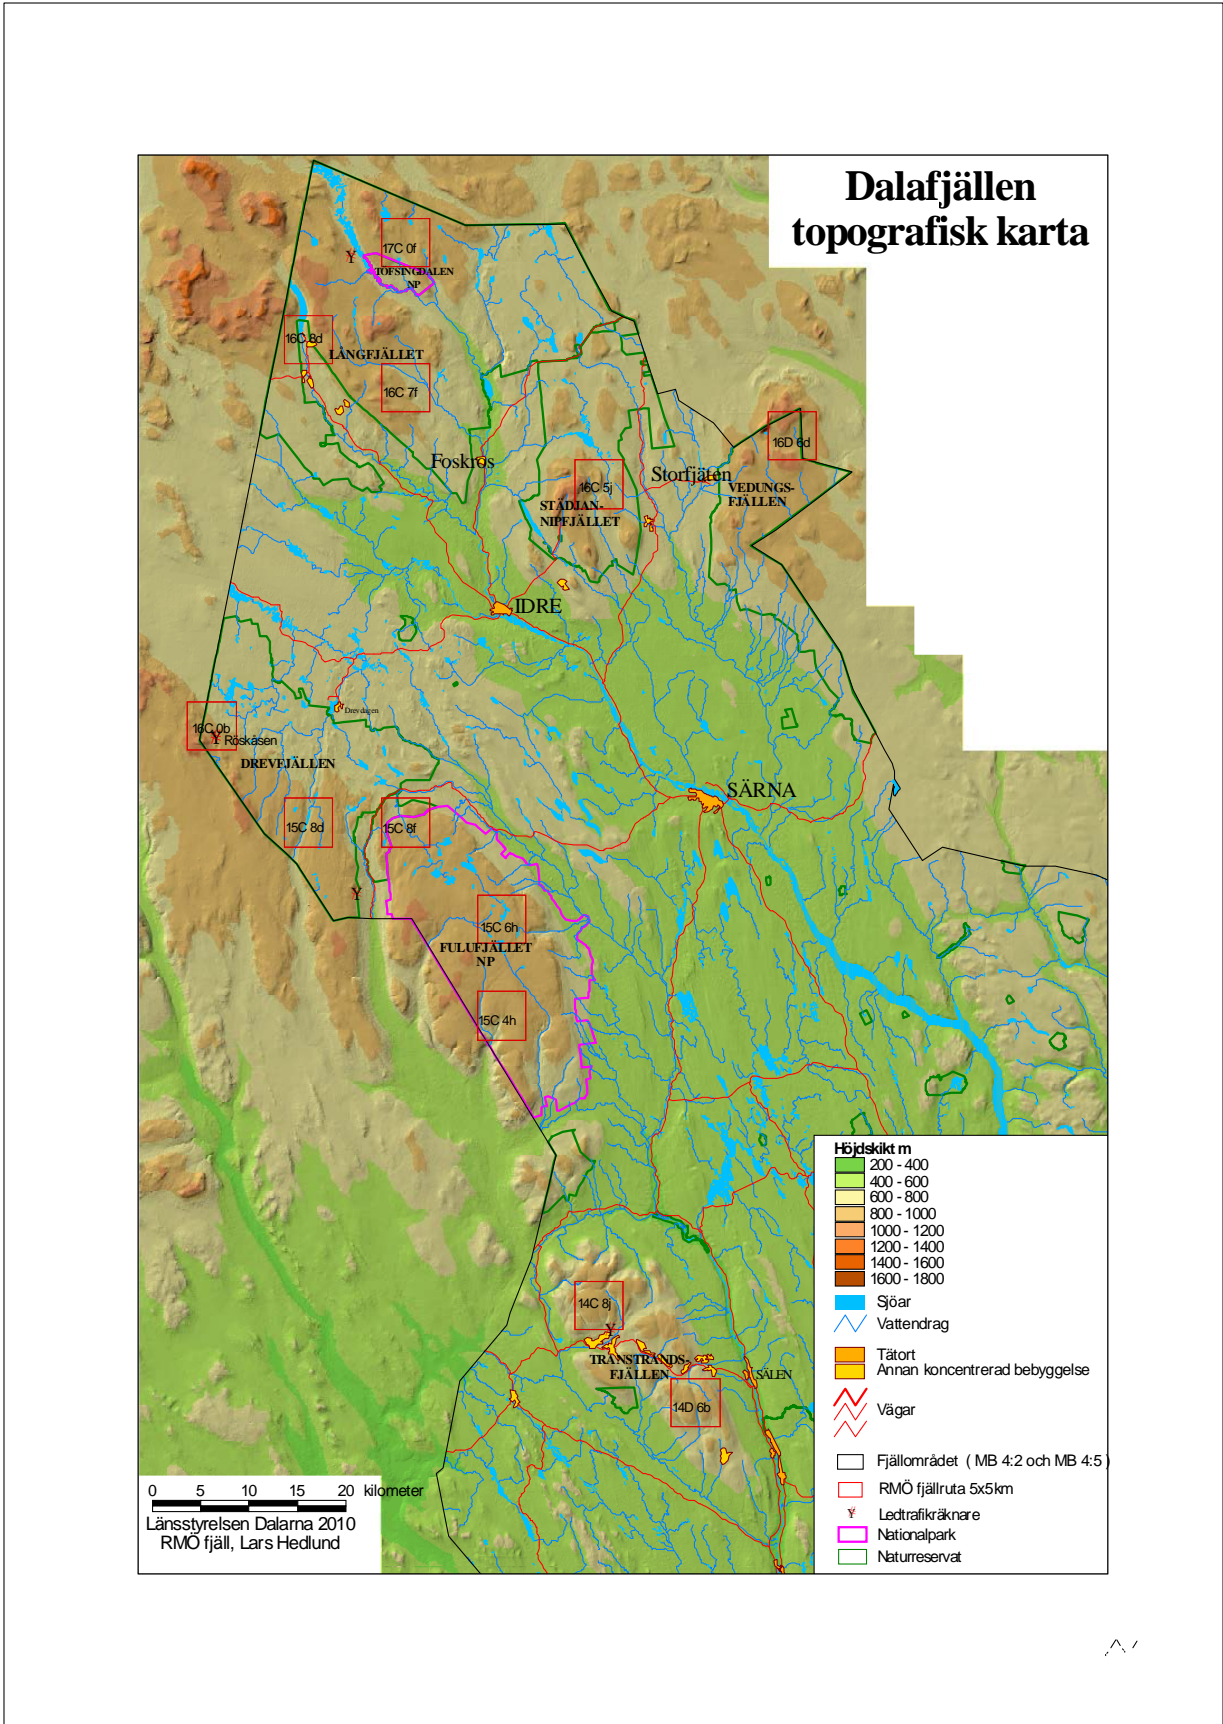 Dalafjällen
topografisk karta
17C 0f
TÖFSINGDALEN
NP
16C 8d
LÅNGFJÄLLET
16C 7f
16D 6d
Foskros
Storfjäten
16C 5j
VEDUNGS-
FJÄLLEN
STÄDJAN-
NIPFJÄLLET
IDRE
Drevdagen
16C 0b
Röskåsen
DREVFJÄLLEN
SÄRNA
15C 8d
15C 8f
15C 6h
FULUFJÄLLET
NP
15C 4h
14C 8j
TRANSTRANDS-
FJÄLLEN
SÄLEN
14D 6b
Höjdskikt m
200 - 400
400 - 600
600 - 800
800 - 1000
1000 - 1200
1200 - 1400
1400 - 1600
1600 - 1800
Sjöar
Vattendrag
Tätort
Annan koncentrerad bebyggelse
Vägar
Fjällområdet ( MB 4:2 och MB 4:5 )
RMÖ fjällruta 5x5km
Ledtrafikräknare
Nationalpark
Naturreservat
0 5 10 15 20 kilometer
Länsstyrelsen Dalarna 2010
RMÖ fjäll, Lars Hedlund